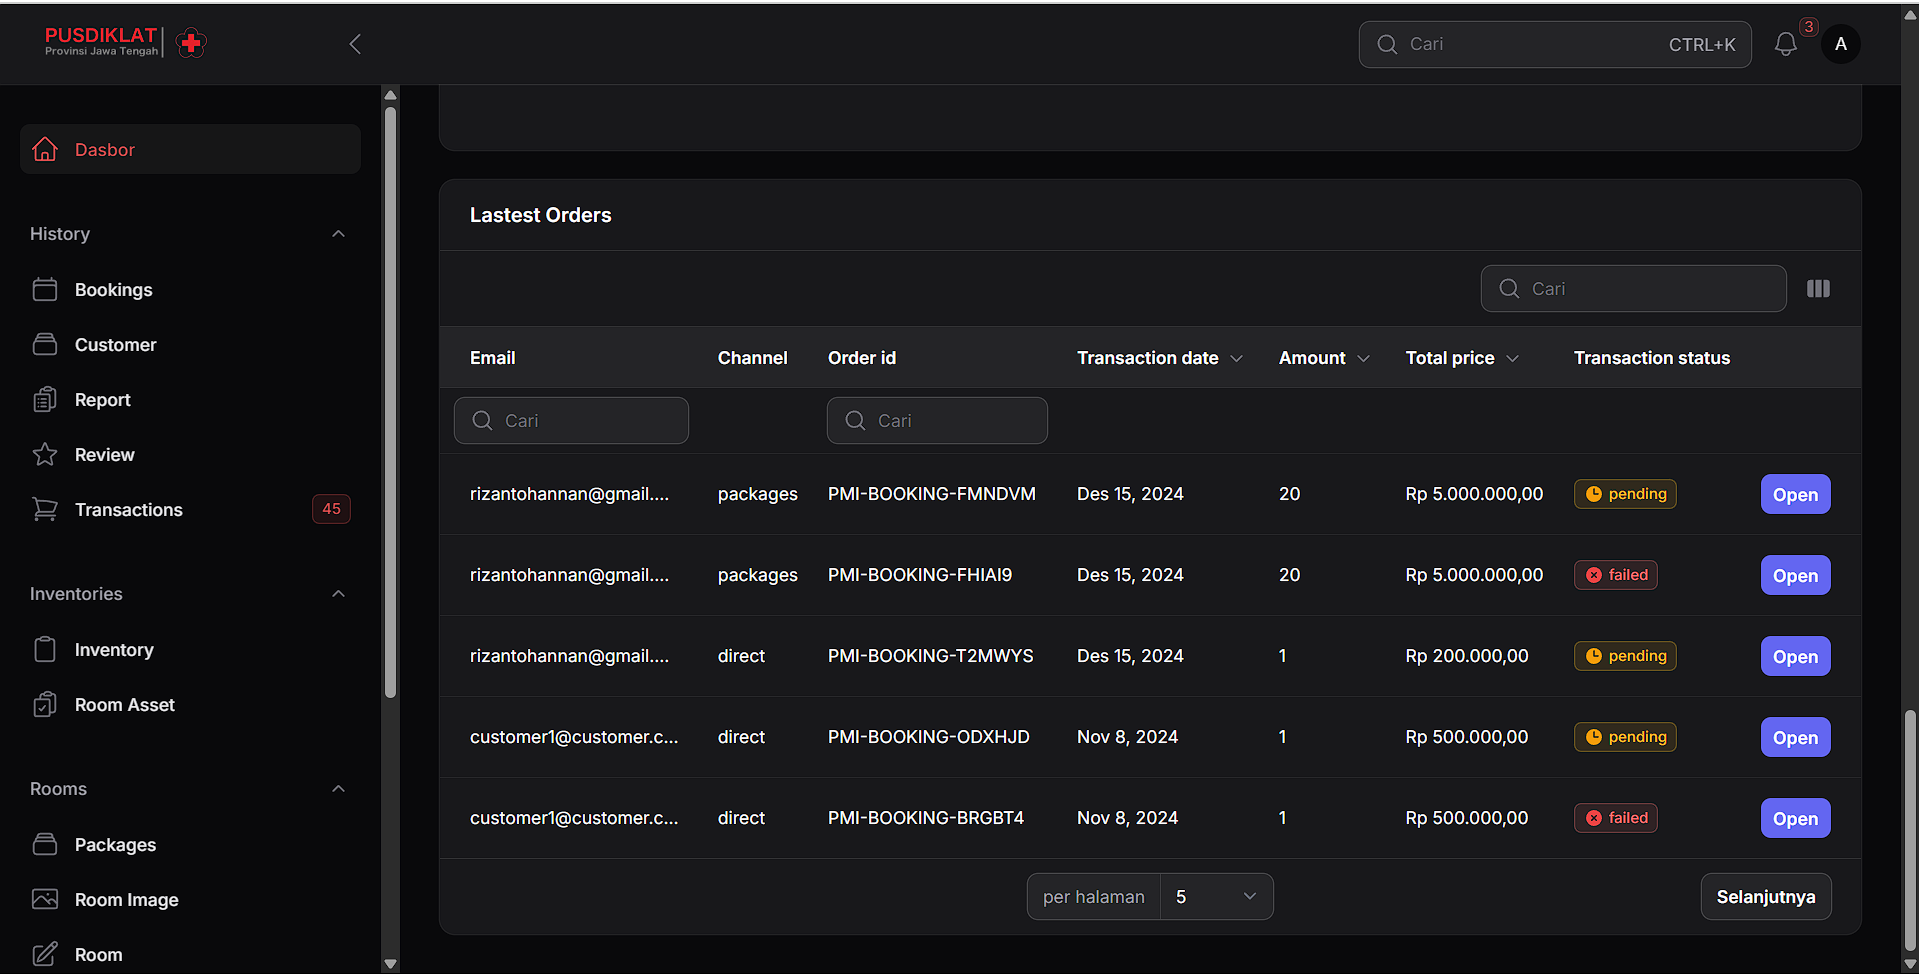 PUSDIKLAT
Provinsi Jawa Tengah
Cari CTRL+K
3
A
Dasbor
History
Bookings
Customer
Report
Review
Transactions 45
Inventories
Inventory
Room Asset
Rooms
Packages
Room Image
Room
Lastest Orders
Cari
Email Channel Order id Transaction date Amount Total price Transaction status
Cari Cari
rizantohannan@gmail.... packages PMI-BOOKING-FMNDVM Des 15, 2024 20 Rp 5.000.000,00 pending Open
rizantohannan@gmail.... packages PMI-BOOKING-FHIAI9 Des 15, 2024 20 Rp 5.000.000,00 failed Open
rizantohannan@gmail.... direct PMI-BOOKING-T2MWYS Des 15, 2024 1 Rp 200.000,00 pending Open
customer1@customer.c... direct PMI-BOOKING-ODXHJD Nov 8, 2024 1 Rp 500.000,00 pending Open
customer1@customer.c... direct PMI-BOOKING-BRGBT4 Nov 8, 2024 1 Rp 500.000,00 failed Open
per halaman 5
Selanjutnya